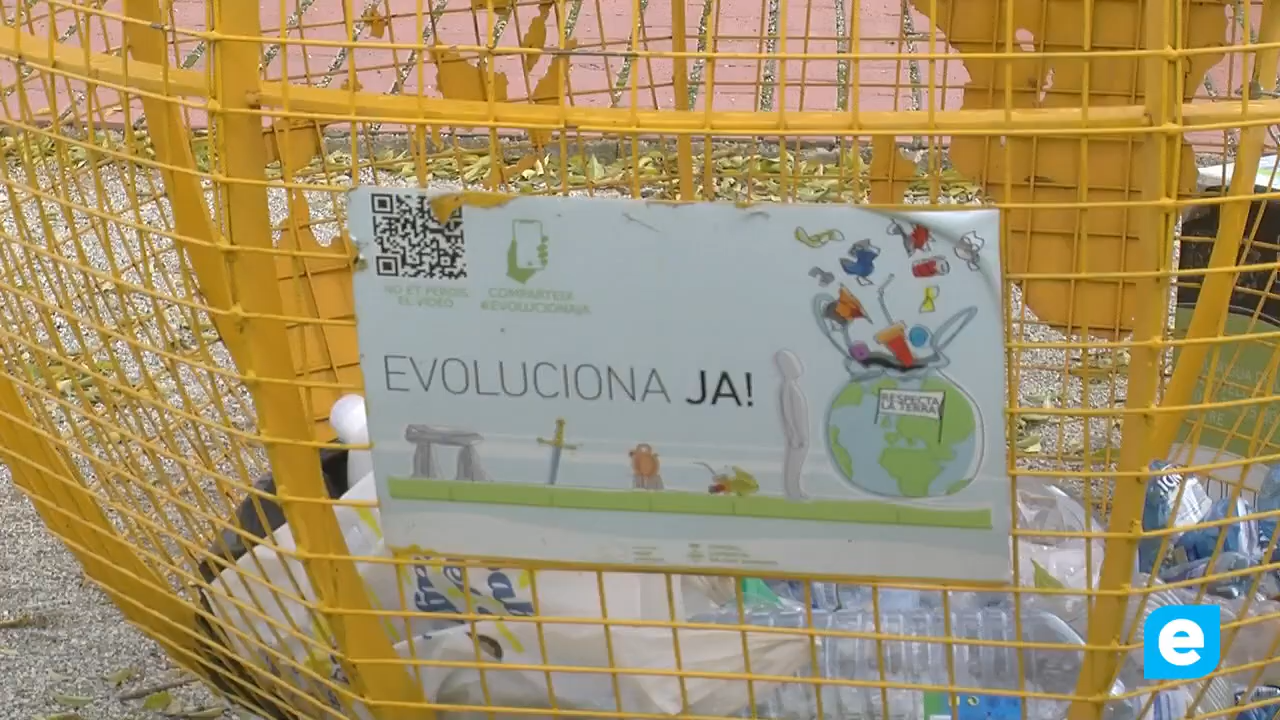 NO ET PERDIS
EL VÍDEO
COMPARTEIX
#EVOLUCIONAJA
EVOLUCIONA JA!
RESPECTA
LA TERRA
e